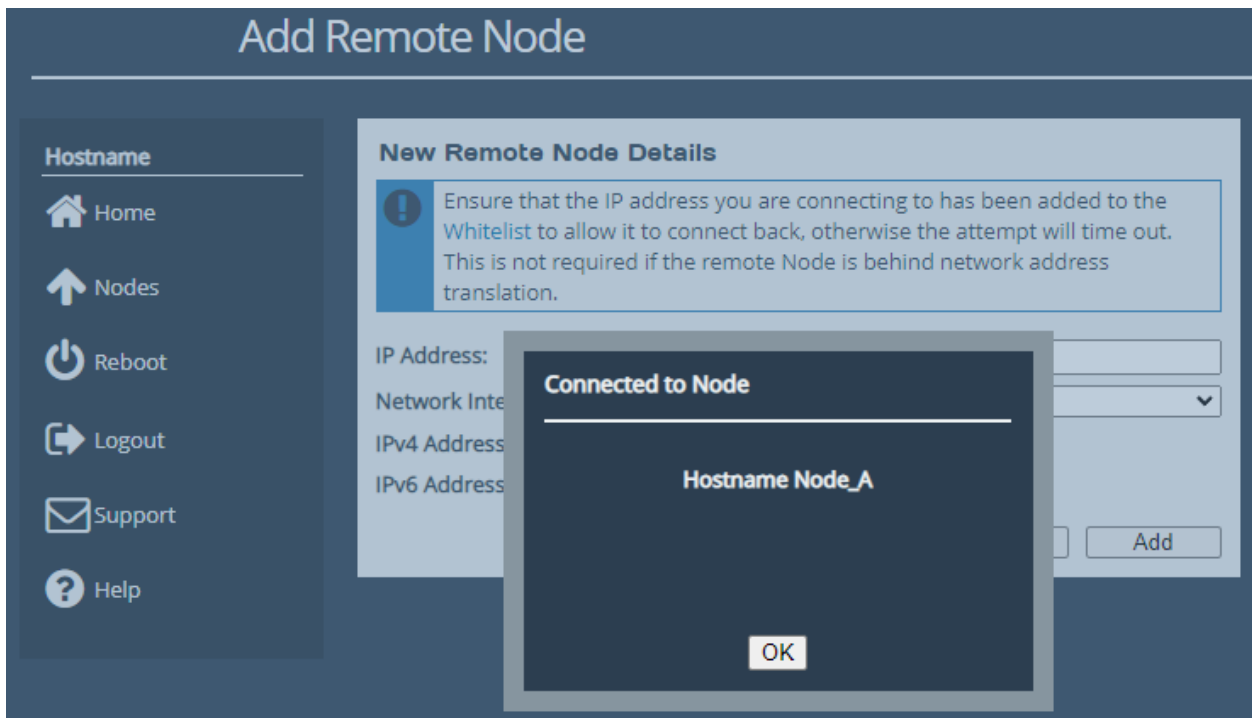 Add Remote Node
Hostname
Home
Nodes
Reboot
Logout
Support
Help
New Remote Node Details
Ensure that the IP address you are connecting to has been added to the
Whitelist to allow it to connect back, otherwise the attempt will time out.
This is not required if the remote Node is behind network address
translation.
IP Address:
Network Inte
IPv4 Address
IPv6 Address
Add
Connected to Node
Hostname Node_A
OK